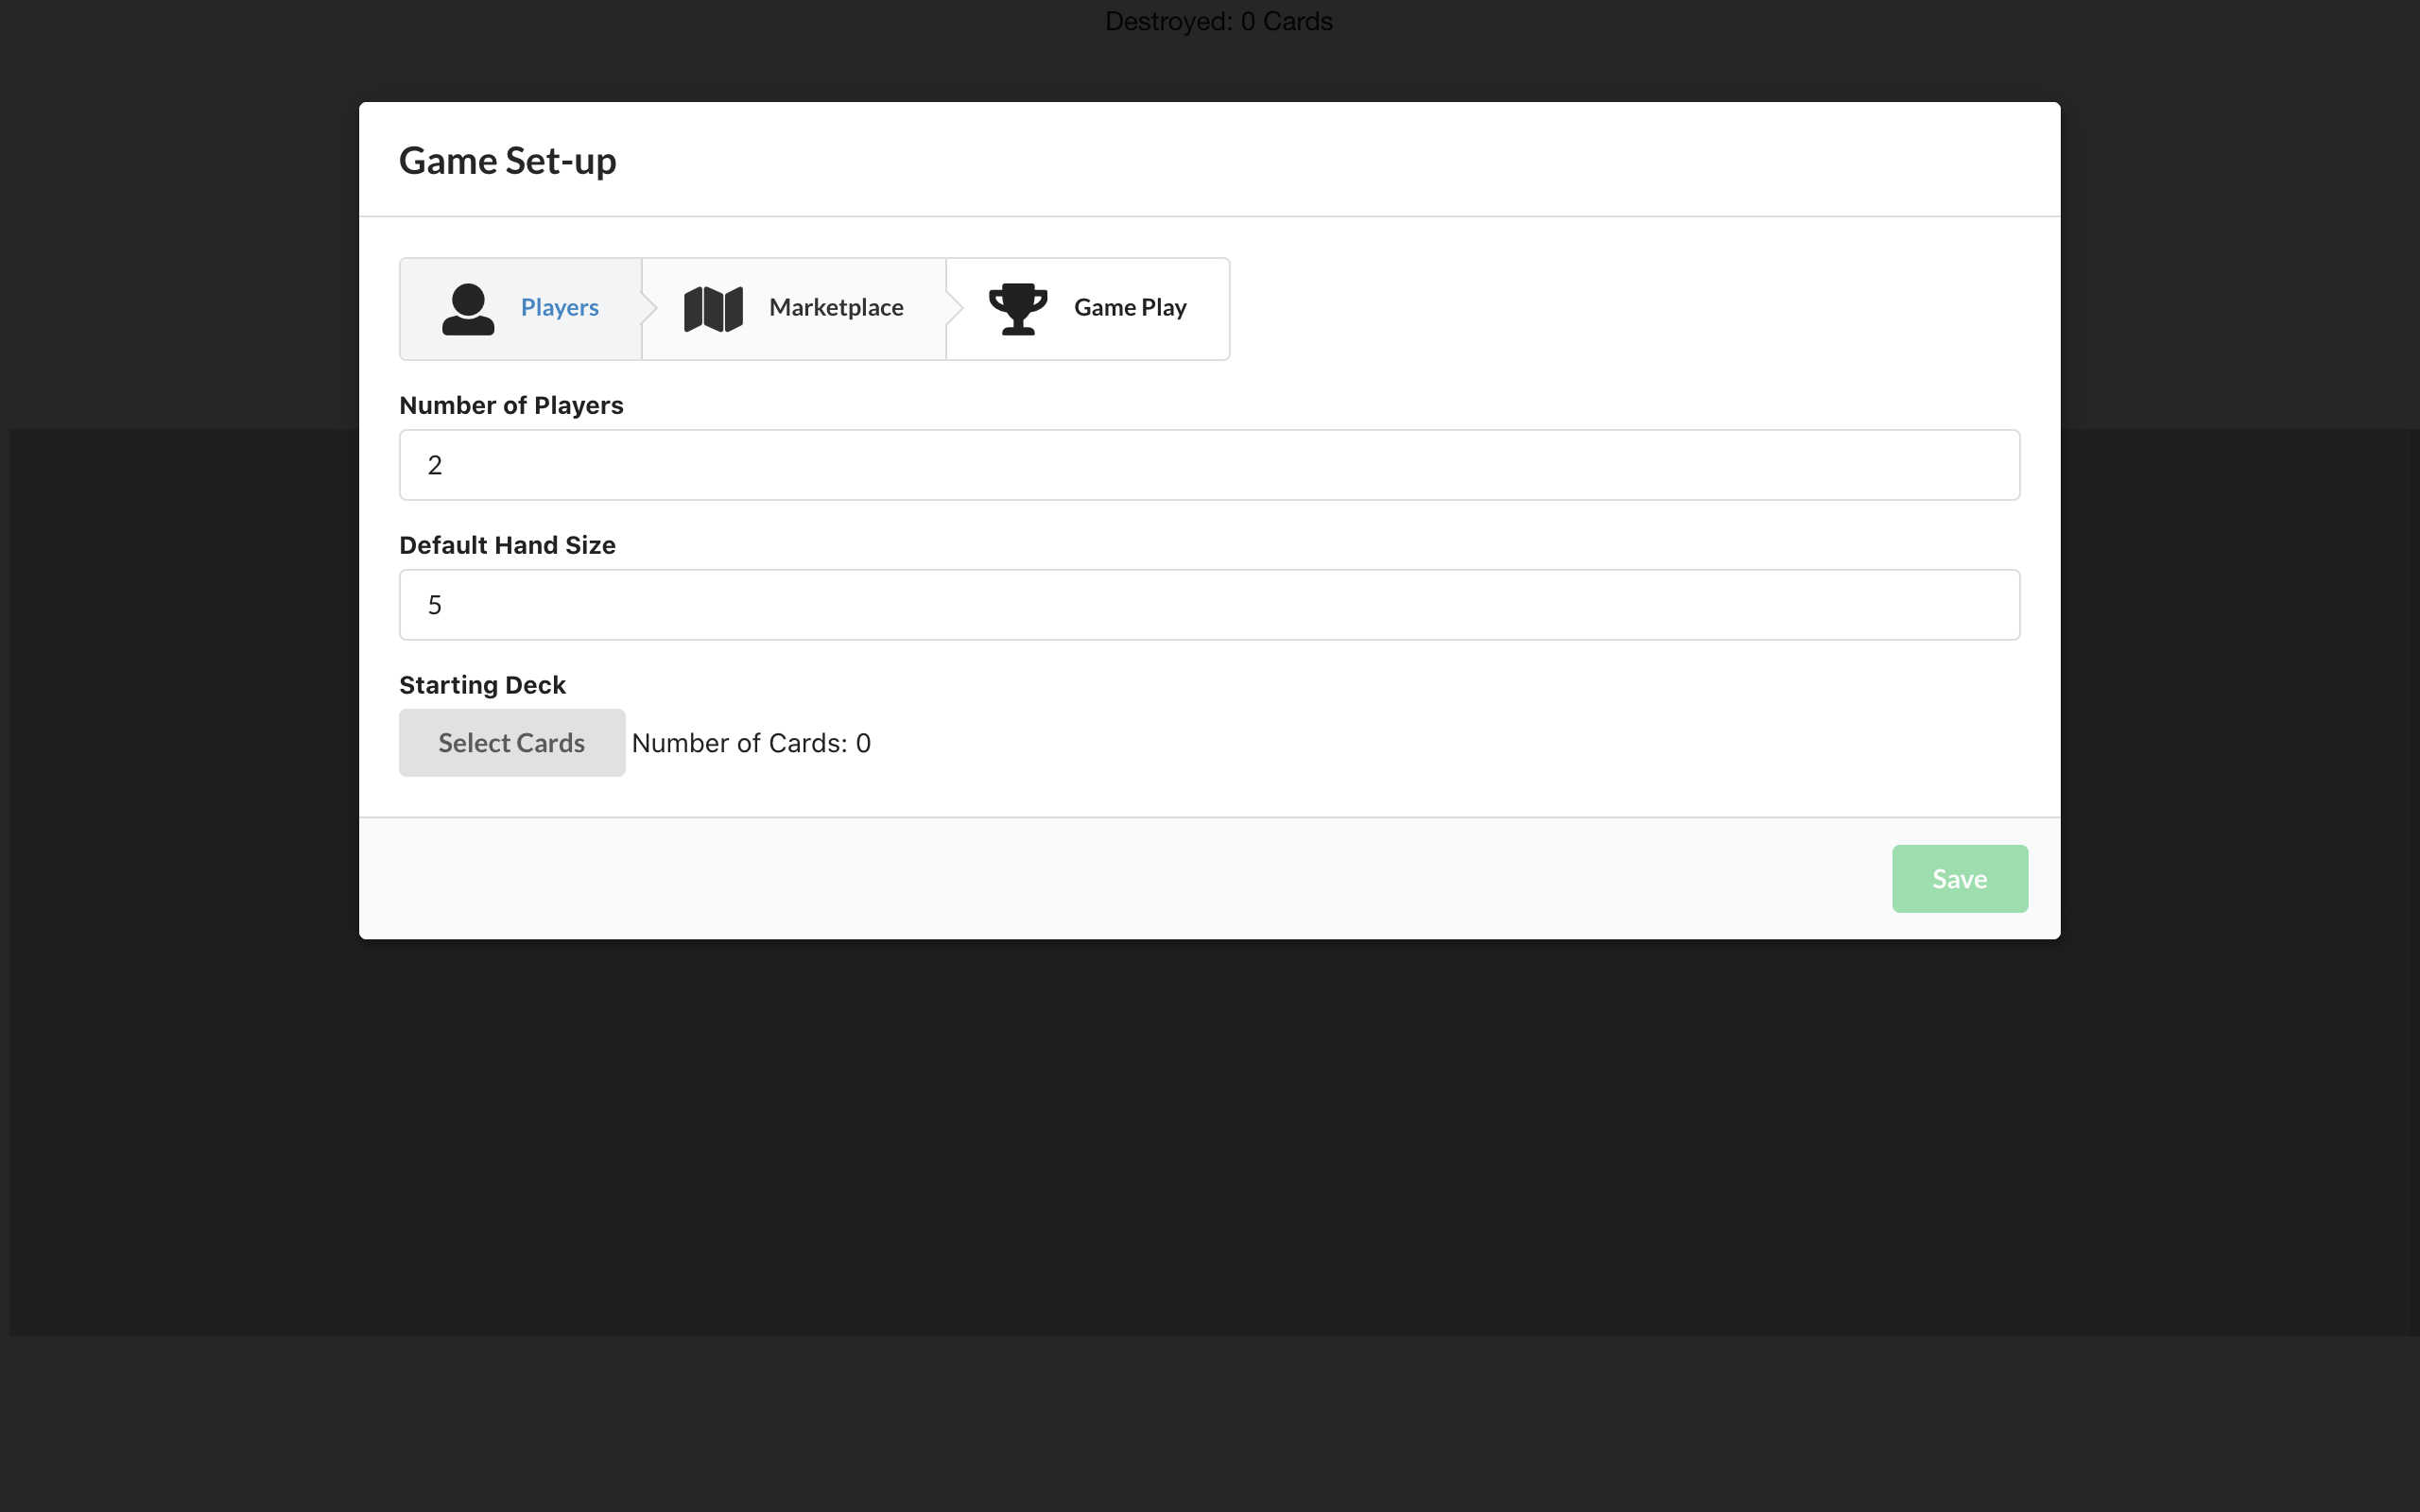 Destroyed: 0 Cards
Game Set-up
Players
Marketplace
Game Play
Number of Players
2
Default Hand Size
5
Starting Deck
Select Cards Number of Cards: 0
Save